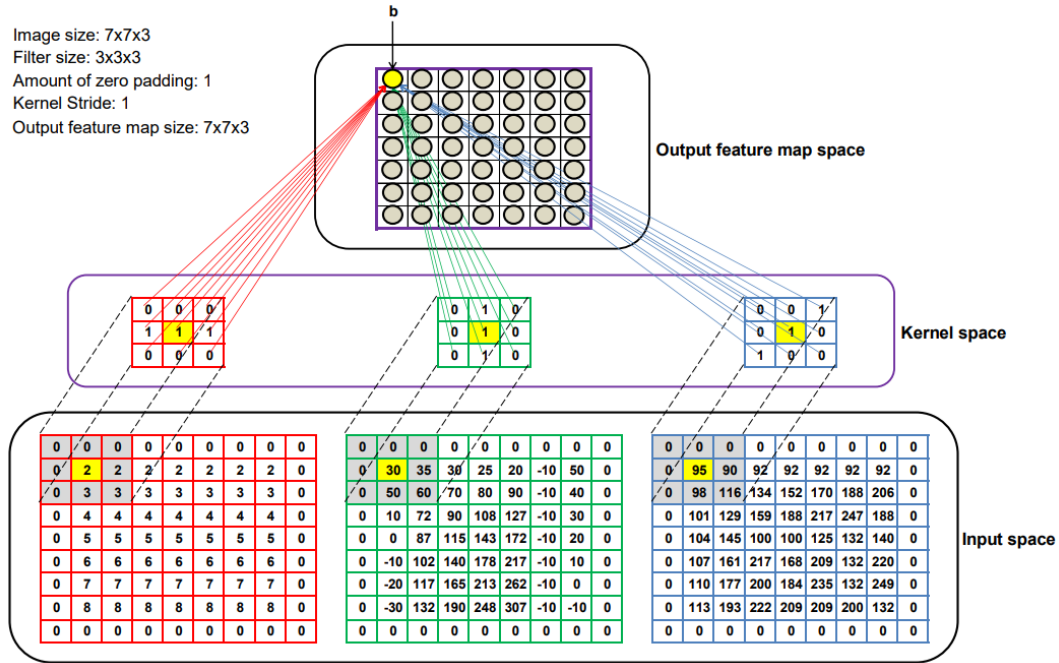 b
Image size: 7x7x3
Filter size: 3x3x3
Amount of zero padding: 1
Kernel Stride: 1
Output feature map size: 7x7x3
Output feature map space
0 0 0 0 1 0 0 0 1
1 1 1 0 1 0 0 1 0
0 0 0 0 1 0 1 0 0
Kernel space
0 0 0 0 0 0 0 0 0 0 0 0 0 0 0 0 0 0 0 0 0 0 0 0 0 0 0
0 2 2 2 2 2 2 2 0 0 30 35 30 25 20 -10 50 0 0 95 90 92 92 92 92 92 0
0 3 3 3 3 3 3 3 0 0 50 60 70 80 90 -10 40 0 0 98 116 134 152 170 188 206 0
0 4 4 4 4 4 4 4 0 0 10 72 90 108 127 -10 30 0 0 101 129 159 188 217 247 188 0
0 5 5 5 5 5 5 5 0 0 0 87 115 143 172 -10 20 0 0 104 145 100 100 125 132 140 0
Input space
0 6 6 6 6 6 6 6 0 0 -10 102 140 178 217 -10 10 0 0 107 161 217 168 209 132 220 0
0 7 7 7 7 7 7 7 0 0 -20 117 165 213 262 -10 0 0 0 110 177 200 184 235 132 249 0
0 8 8 8 8 8 8 8 0 0 -30 132 190 248 307 -10 -10 0 0 113 193 222 209 209 200 132 0
0 0 0 0 0 0 0 0 0 0 0 0 0 0 0 0 0 0 0 0 0 0 0 0 0 0 0